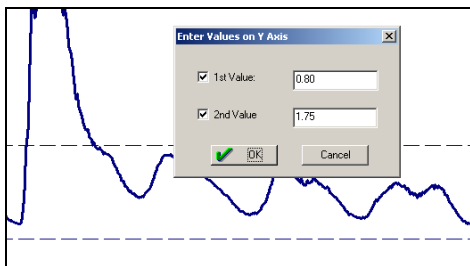 Enter Values on Y Axis
1st Value: 0.80
2nd Value 1.75
OK Cancel